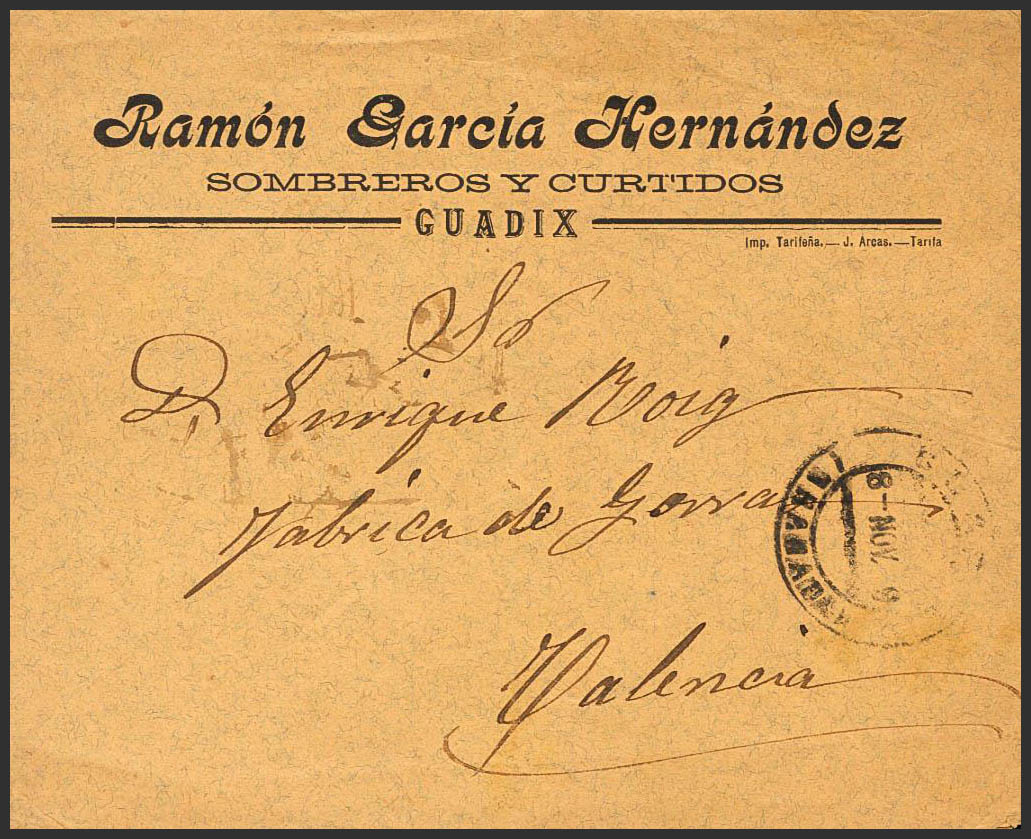 Ramón García Hernández
SOMBREROS Y CURTIDOS
GUADIX
Imp. Tarifeña.—J. Arcas.—Tarifa
Sr
D. Enrique Roig
Fabrica de Gorras
Valencia
8-NOV. 9